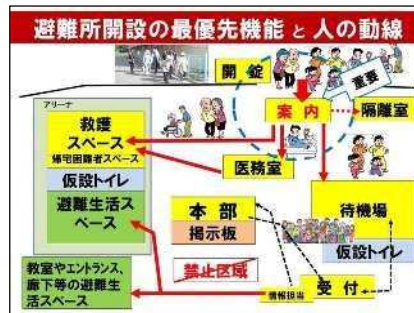 避難所開設の最優先機能 と 人の動線
開 錠
重要
アリーナ
案 内
隔離室
救護
スペース
帰宅困難者スペース
医務室
仮設トイレ
避難生活ス
ペース
本 部
掲示板
待機場
仮設トイレ
教室やエントランス、
廊下等の避難生
活スペース
禁止区域
情報担当
受 付